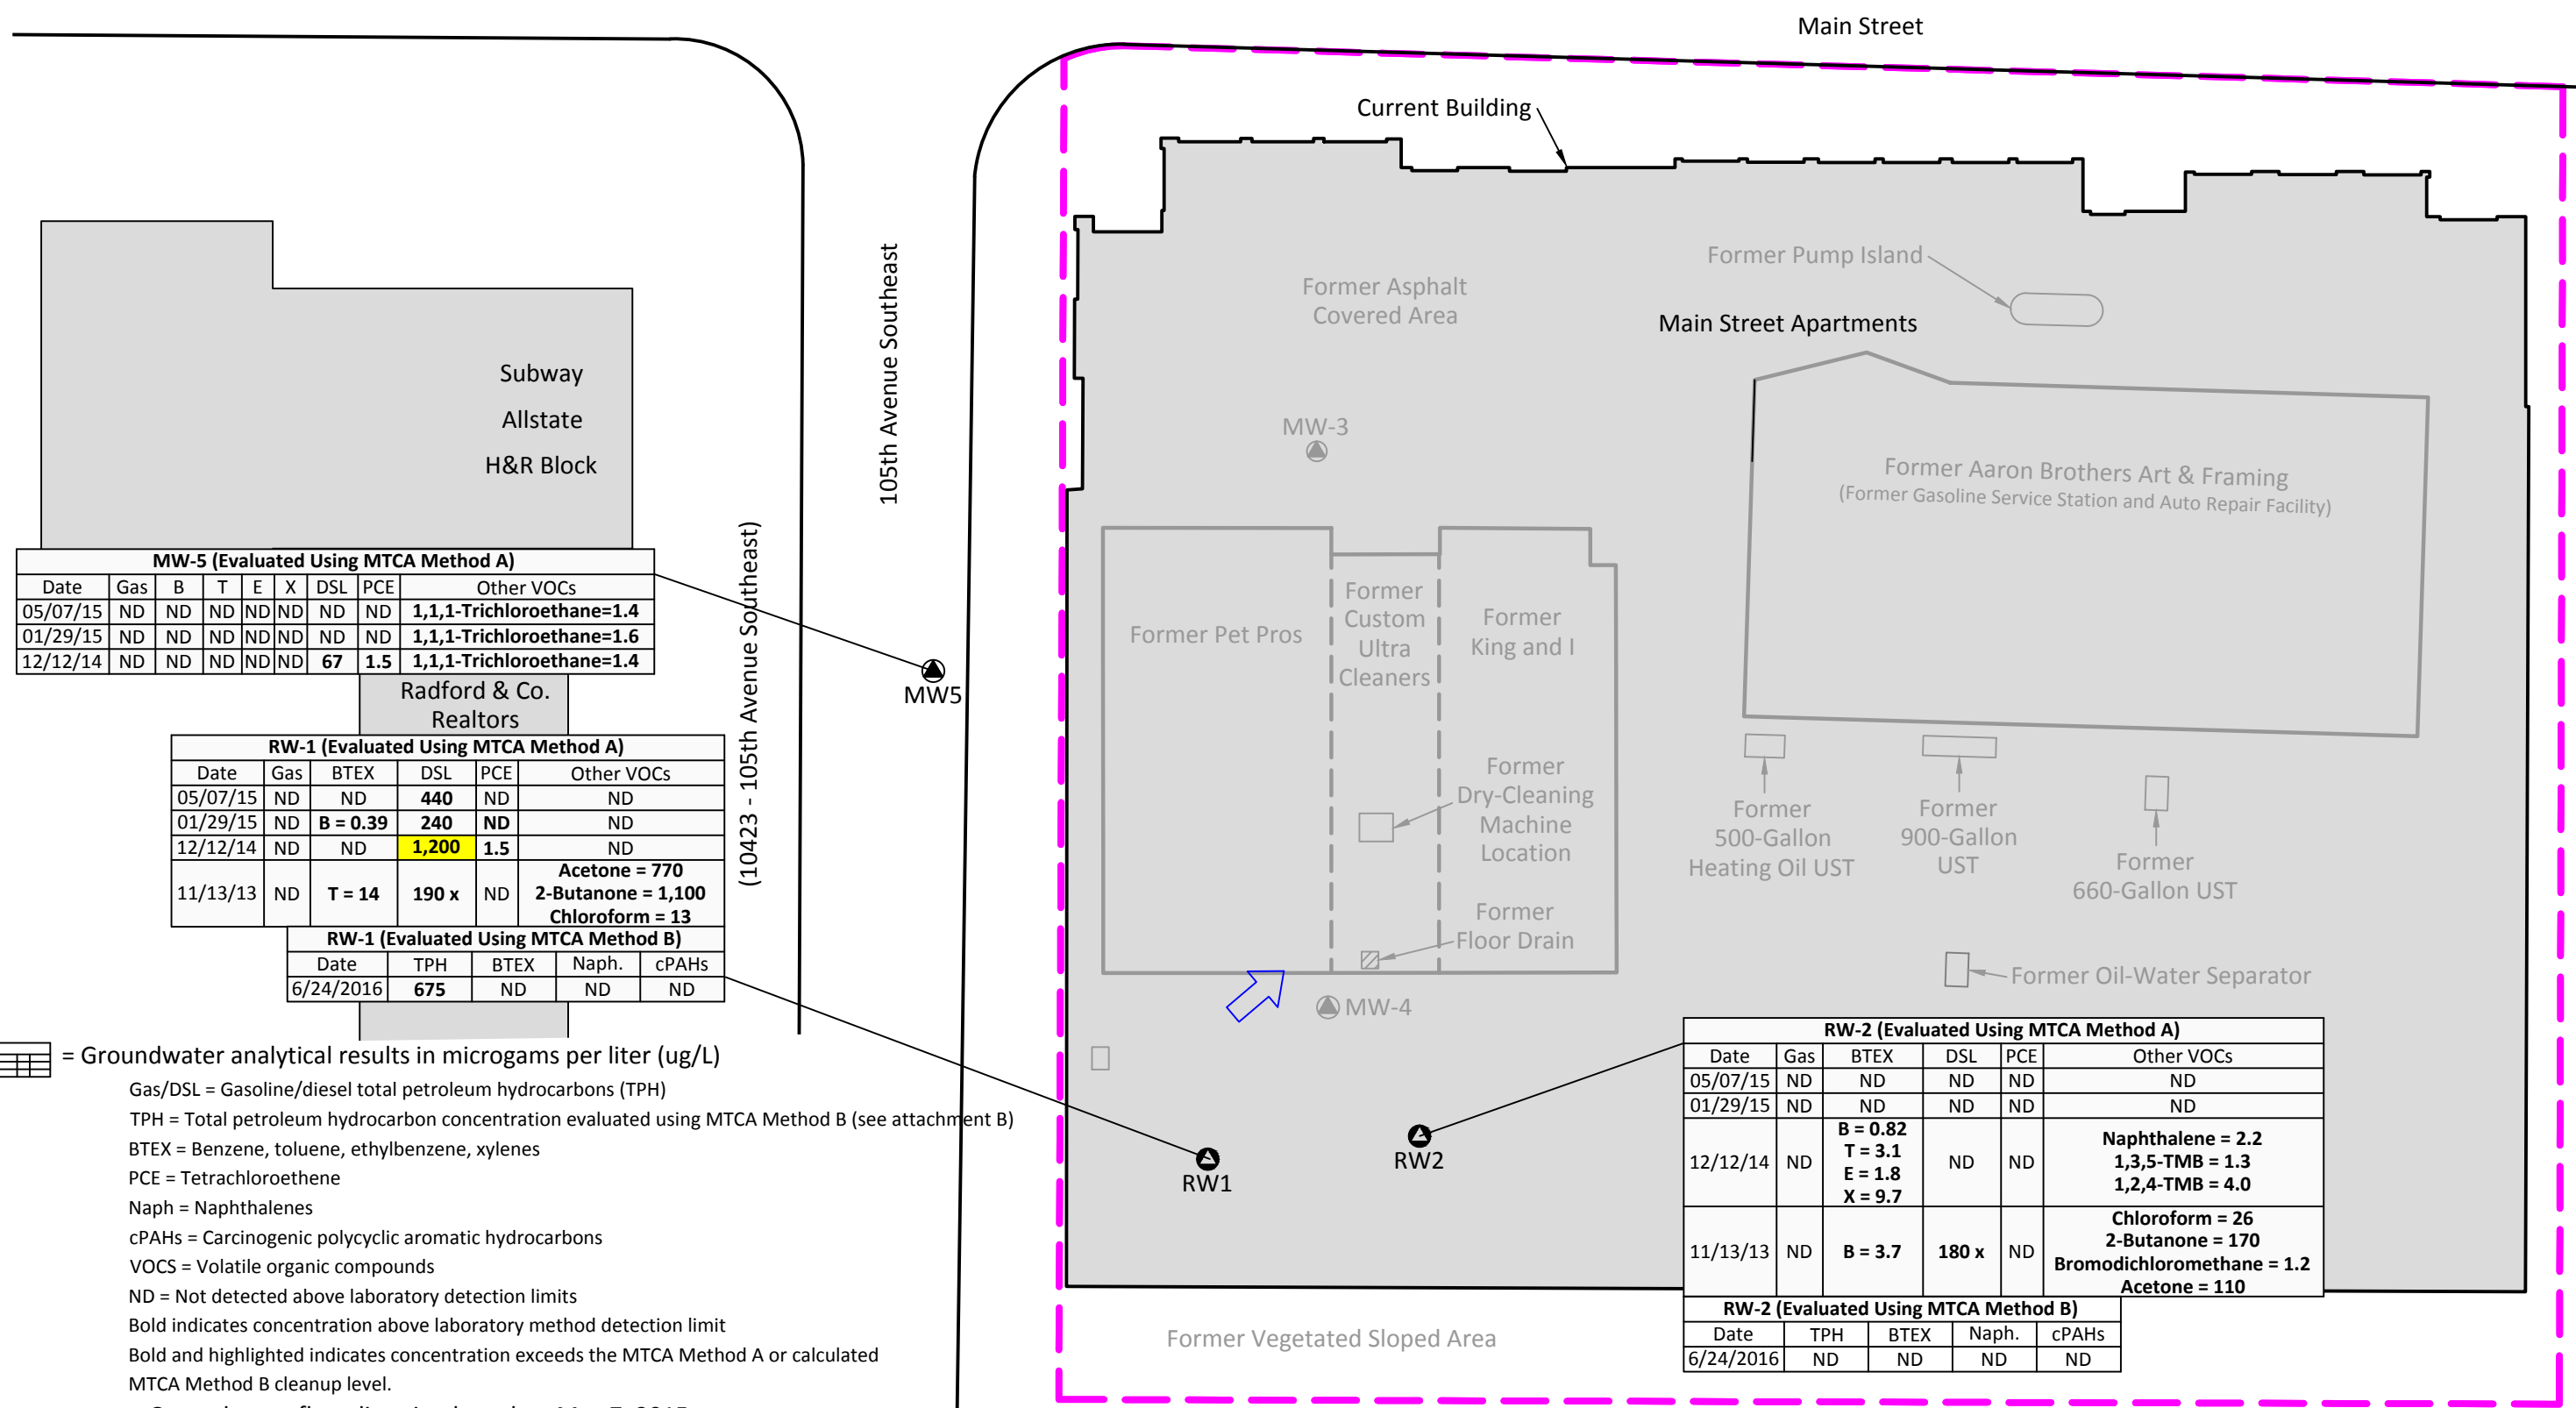 Main Street
Current Building
105th Avenue Southeast
(10423 - 105th Avenue Southeast)
Subway
Allstate
H&R Block
Former Asphalt
Covered Area
Former Pump Island
Main Street Apartments
MW-3
Former Aaron Brothers Art & Framing
(Former Gasoline Service Station and Auto Repair Facility)
MW-5 (Evaluated Using MTCA Method A)
Date Gas B T E X DSL PCE Other VOCs
05/07/15 ND ND ND ND ND ND ND 1,1,1-Trichloroethane=1.4
01/29/15 ND ND ND ND ND ND ND 1,1,1-Trichloroethane=1.6
12/12/14 ND ND ND ND ND 67 1.5 1,1,1-Trichloroethane=1.4
MW5
Radford & Co.
Realtors
Former Pet Pros
Former
Custom
Ultra
Cleaners
Former
King and I
Former
Dry-Cleaning
Machine
Location
Former
Floor Drain
MW-4
Former
500-Gallon
Heating Oil UST
Former
900-Gallon
UST
Former
660-Gallon UST
Former Oil-Water Separator
RW-1 (Evaluated Using MTCA Method A)
Date Gas BTEX DSL PCE Other VOCs
05/07/15 ND ND 440 ND ND
01/29/15 ND B = 0.39 240 ND ND
12/12/14 ND ND 1,200 1.5 ND
11/13/13 ND T = 14 190 x ND Acetone = 770
2-Butanone = 1,100
Chloroform = 13
RW-1 (Evaluated Using MTCA Method B)
Date TPH BTEX Naph. cPAHs
6/24/2016 675 ND ND ND
RW1
RW2
RW-2 (Evaluated Using MTCA Method A)
Date Gas BTEX DSL PCE Other VOCs
05/07/15 ND ND ND ND ND
01/29/15 ND ND ND ND ND
12/12/14 ND B = 0.82
T = 3.1
E = 1.8
X = 9.7
ND ND Naphthalene = 2.2
1,3,5-TMB = 1.3
1,2,4-TMB = 4.0
11/13/13 ND B = 3.7 180 x ND Chloroform = 26
2-Butanone = 170
Bromodichloromethane = 1.2
Acetone = 110
RW-2 (Evaluated Using MTCA Method B)
Date TPH BTEX Naph. cPAHs
6/24/2016 ND ND ND ND
Former Vegetated Sloped Area
= Groundwater analytical results in microgams per liter (ug/L)
Gas/DSL = Gasoline/diesel total petroleum hydrocarbons (TPH)
TPH = Total petroleum hydrocarbon concentration evaluated using MTCA Method B (see attachment B)
BTEX = Benzene, toluene, ethylbenzene, xylenes
PCE = Tetrachloroethene
Naph = Naphthalenes
cPAHs = Carcinogenic polycyclic aromatic hydrocarbons
VOCS = Volatile organic compounds
ND = Not detected above laboratory detection limits
Bold indicates concentration above laboratory method detection limit
Bold and highlighted indicates concentration exceeds the MTCA Method A or calculated
MTCA Method B cleanup level.